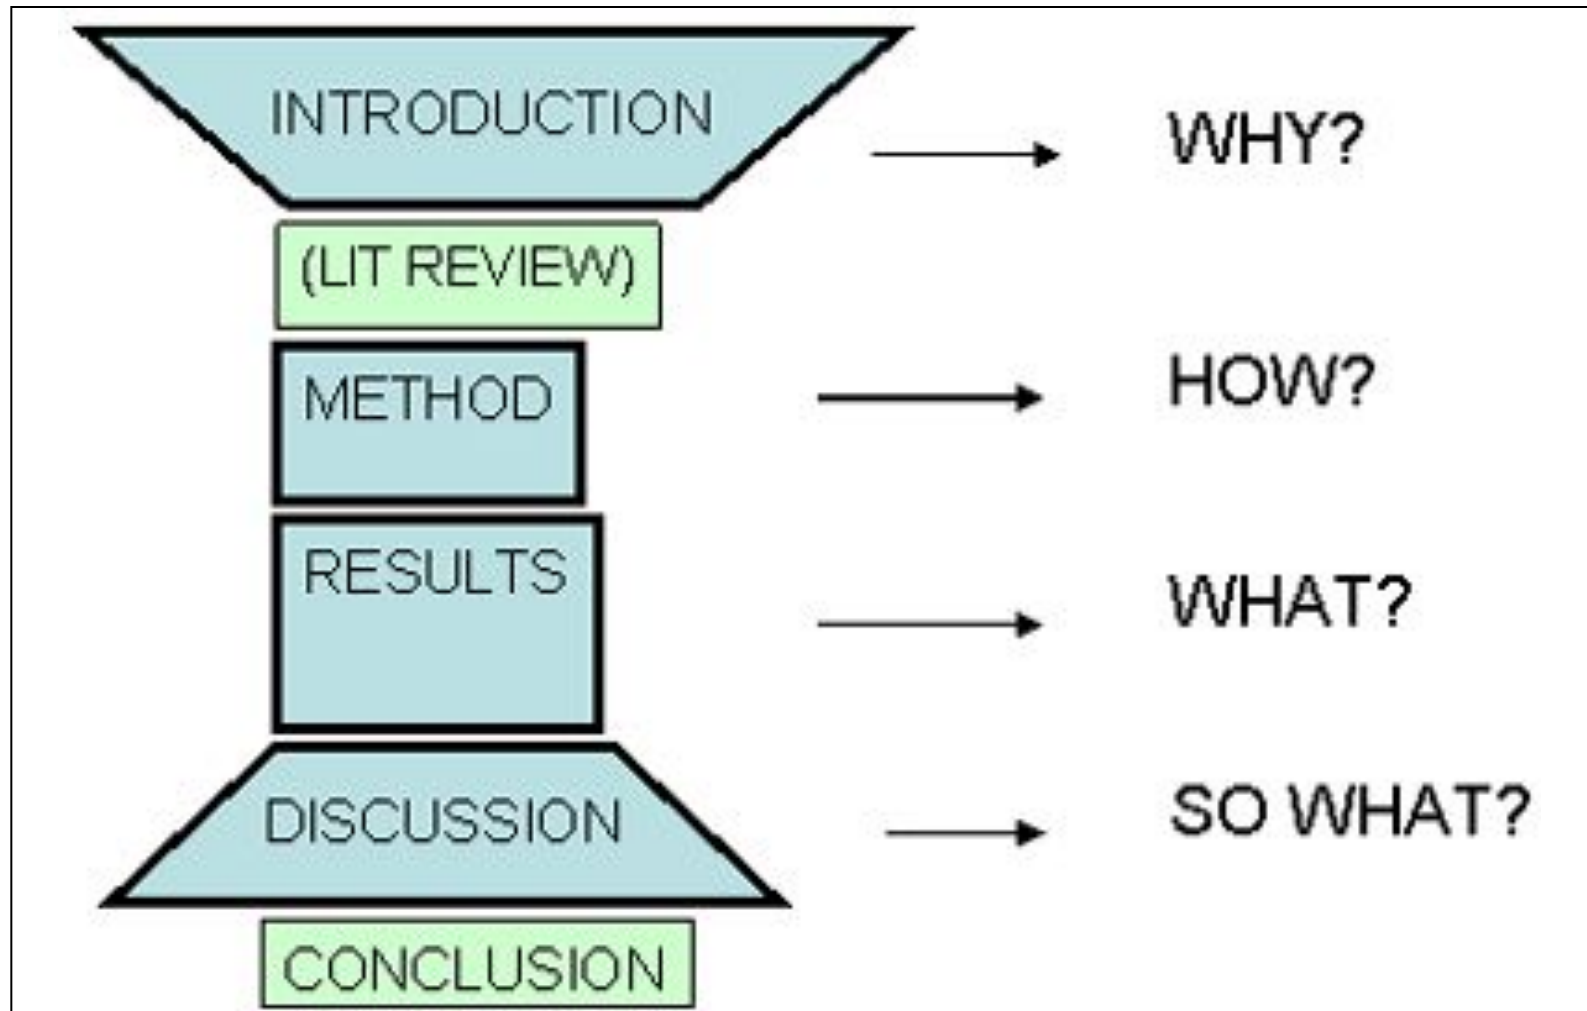 INTRODUCTION
WHY?
(LIT REVIEW)
METHOD
HOW?
RESULTS
WHAT?
DISCUSSION
SO WHAT?
CONCLUSION